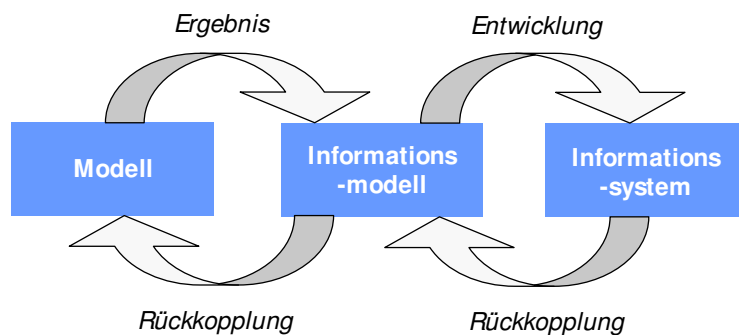 Ergebnis
Entwicklung
Modell
Informations
-modell
Informations
-system
Rückkopplung
Rückkopplung